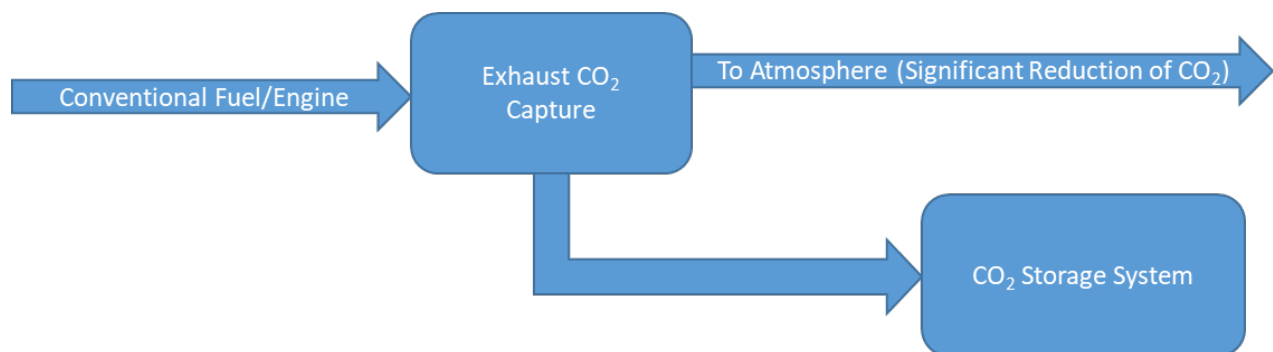 Conventional Fuel/Engine
Exhaust CO₂
Capture
To Atmosphere (Significant Reduction of CO₂)
CO₂ Storage System